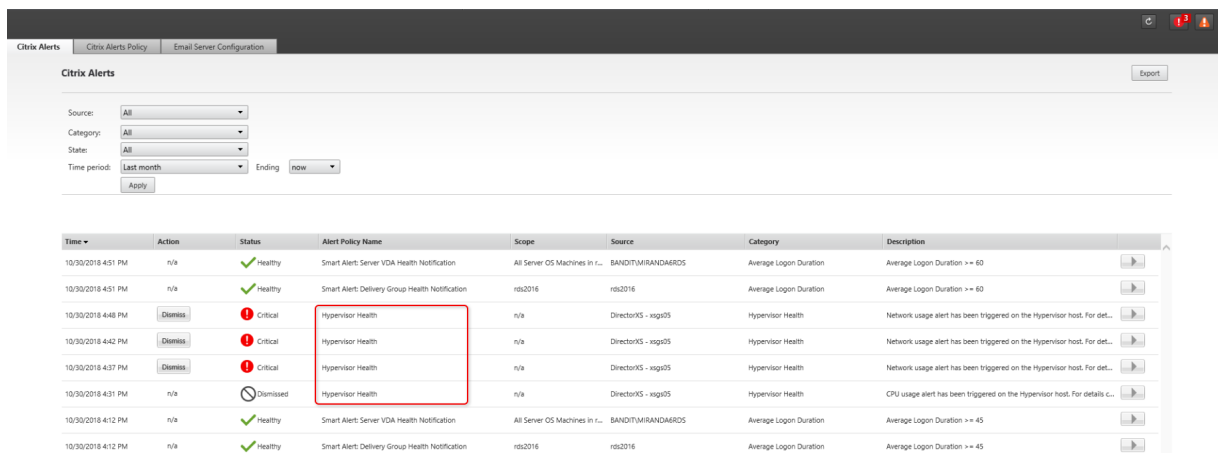 3
Citrix Alerts Citrix Alerts Policy Email Server Configuration
Citrix Alerts Export
Source: All
Category: All
State: All
Time period: Last month Ending now
Apply
Time Action Status Alert Policy Name Scope Source Category Description
10/30/2018 4:51 PM n/a Healthy Smart Alert: Server VDA Health Notification All Server OS Machines in r... BANDIT\MIRANDA6RDS Average Logon Duration Average Logon Duration >= 60
10/30/2018 4:51 PM n/a Healthy Smart Alert: Delivery Group Health Notification rds2016 rds2016 Average Logon Duration Average Logon Duration >= 60
10/30/2018 4:48 PM Dismiss Critical Hypervisor Health n/a DirectorXS - xsgs05 Hypervisor Health Network usage alert has been triggered on the Hypervisor host. For det...
10/30/2018 4:42 PM Dismiss Critical Hypervisor Health n/a DirectorXS - xsgs05 Hypervisor Health Network usage alert has been triggered on the Hypervisor host. For det...
10/30/2018 4:37 PM Dismiss Critical Hypervisor Health n/a DirectorXS - xsgs05 Hypervisor Health Network usage alert has been triggered on the Hypervisor host. For det...
10/30/2018 4:31 PM n/a Dismissed Hypervisor Health n/a DirectorXS - xsgs05 Hypervisor Health CPU usage alert has been triggered on the Hypervisor host. For details c...
10/30/2018 4:12 PM n/a Healthy Smart Alert: Server VDA Health Notification All Server OS Machines in r... BANDIT\MIRANDA6RDS Average Logon Duration Average Logon Duration >= 45
10/30/2018 4:12 PM n/a Healthy Smart Alert: Delivery Group Health Notification rds2016 rds2016 Average Logon Duration Average Logon Duration >= 45